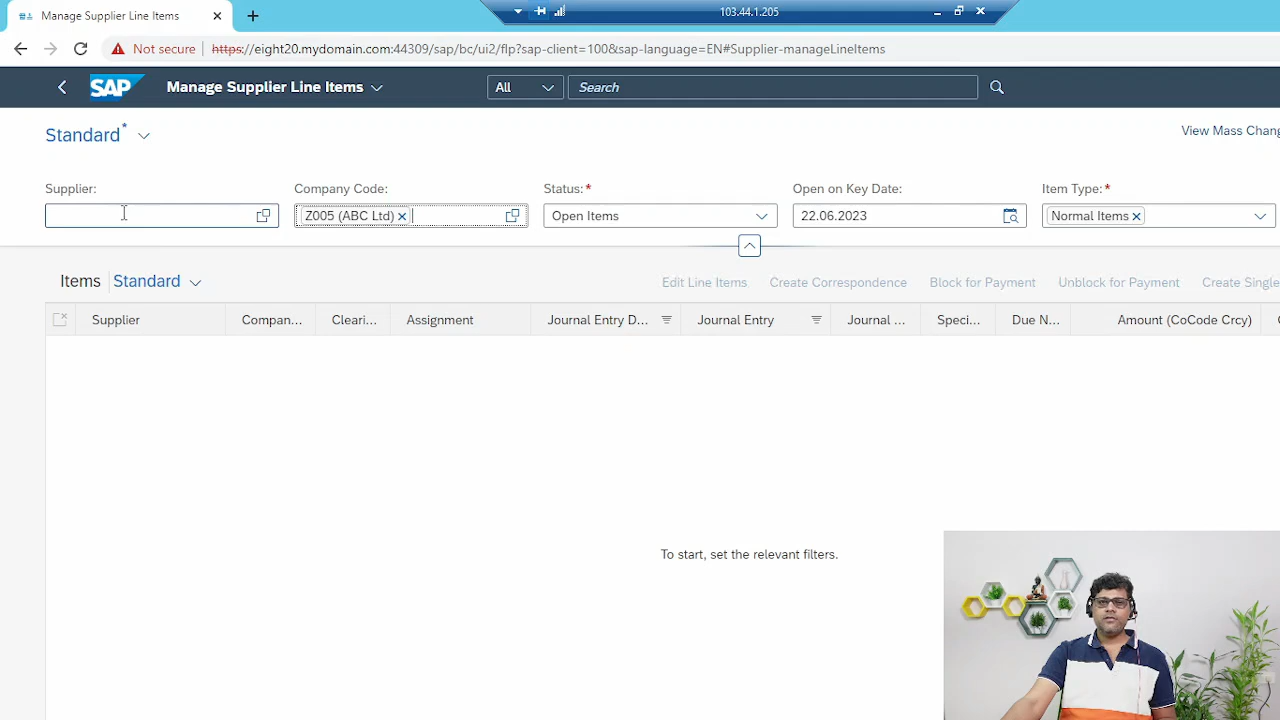 Manage Supplier Line Items
103.44.1.205
Not secure
https://eight20.mydomain.com:44309/sap/bc/ui2/flp?sap-client=100&sap-language=EN#Supplier-manageLineItems
SAP
Manage Supplier Line Items
All
Search
Standard*
View Mass Chang
Supplier:
Company Code:
Status:*
Open on Key Date:
Item Type:*
Z005 (ABC Ltd)
Open Items
22.06.2023
Normal Items
Items
Standard
Edit Line Items
Create Correspondence
Block for Payment
Unblock for Payment
Create Single
Supplier
Compan...
Cleari...
Assignment
Journal Entry D...
Journal Entry
Journal ...
Speci...
Due N...
Amount (CoCode Crcy)
To start, set the relevant filters.